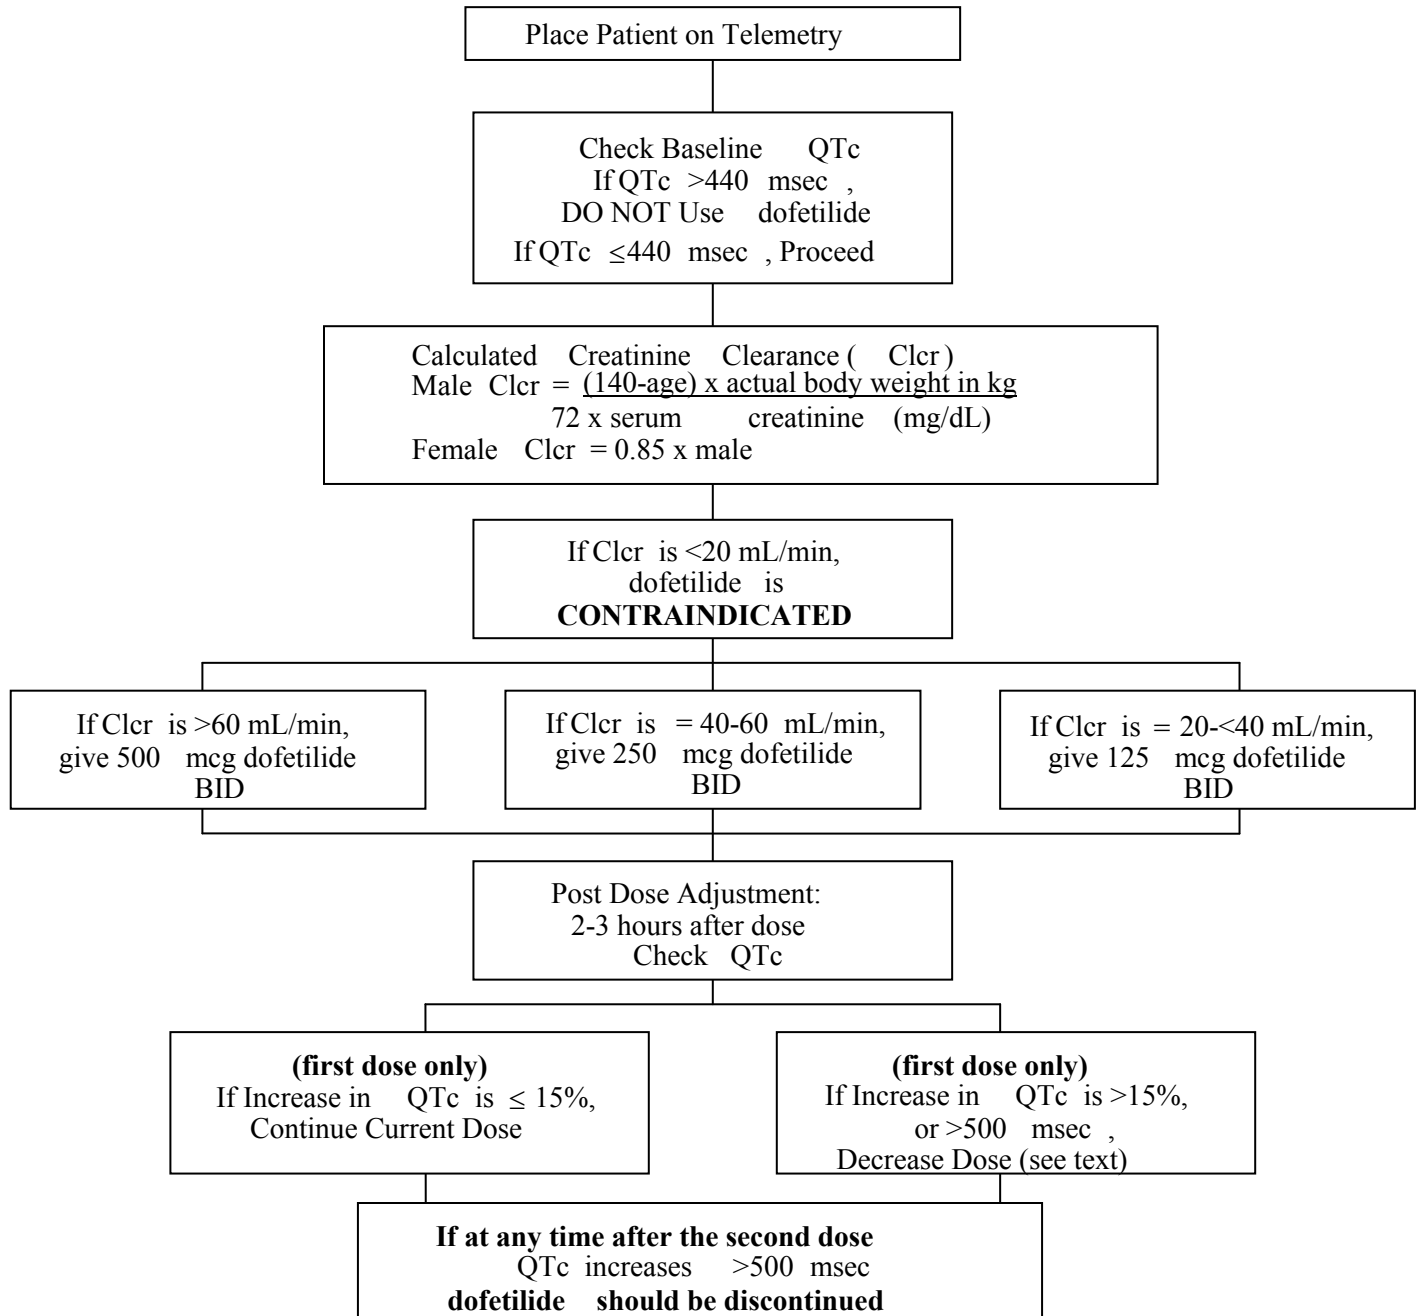 Place Patient on Telemetry
Check Baseline QTc
If QTc >440 msec ,
DO NOT Use dofetilide
If QTc ≤440 msec , Proceed
Calculated Creatinine Clearance ( Clcr )
Male Clcr = (140-age) x actual body weight in kg
72 x serum creatinine (mg/dL)
Female Clcr = 0.85 x male
If Clcr is <20 mL/min,
dofetilide is
CONTRAINDICATED
If Clcr is >60 mL/min,
give 500 mcg dofetilide
BID
If Clcr is = 40-60 mL/min,
give 250 mcg dofetilide
BID
If Clcr is = 20-<40 mL/min,
give 125 mcg dofetilide
BID
Post Dose Adjustment:
2-3 hours after dose
Check QTc
(first dose only)
If Increase in QTc is ≤ 15%,
Continue Current Dose
(first dose only)
If Increase in QTc is >15%,
or >500 msec ,
Decrease Dose (see text)
If at any time after the second dose
QTc increases >500 msec
dofetilide should be discontinued